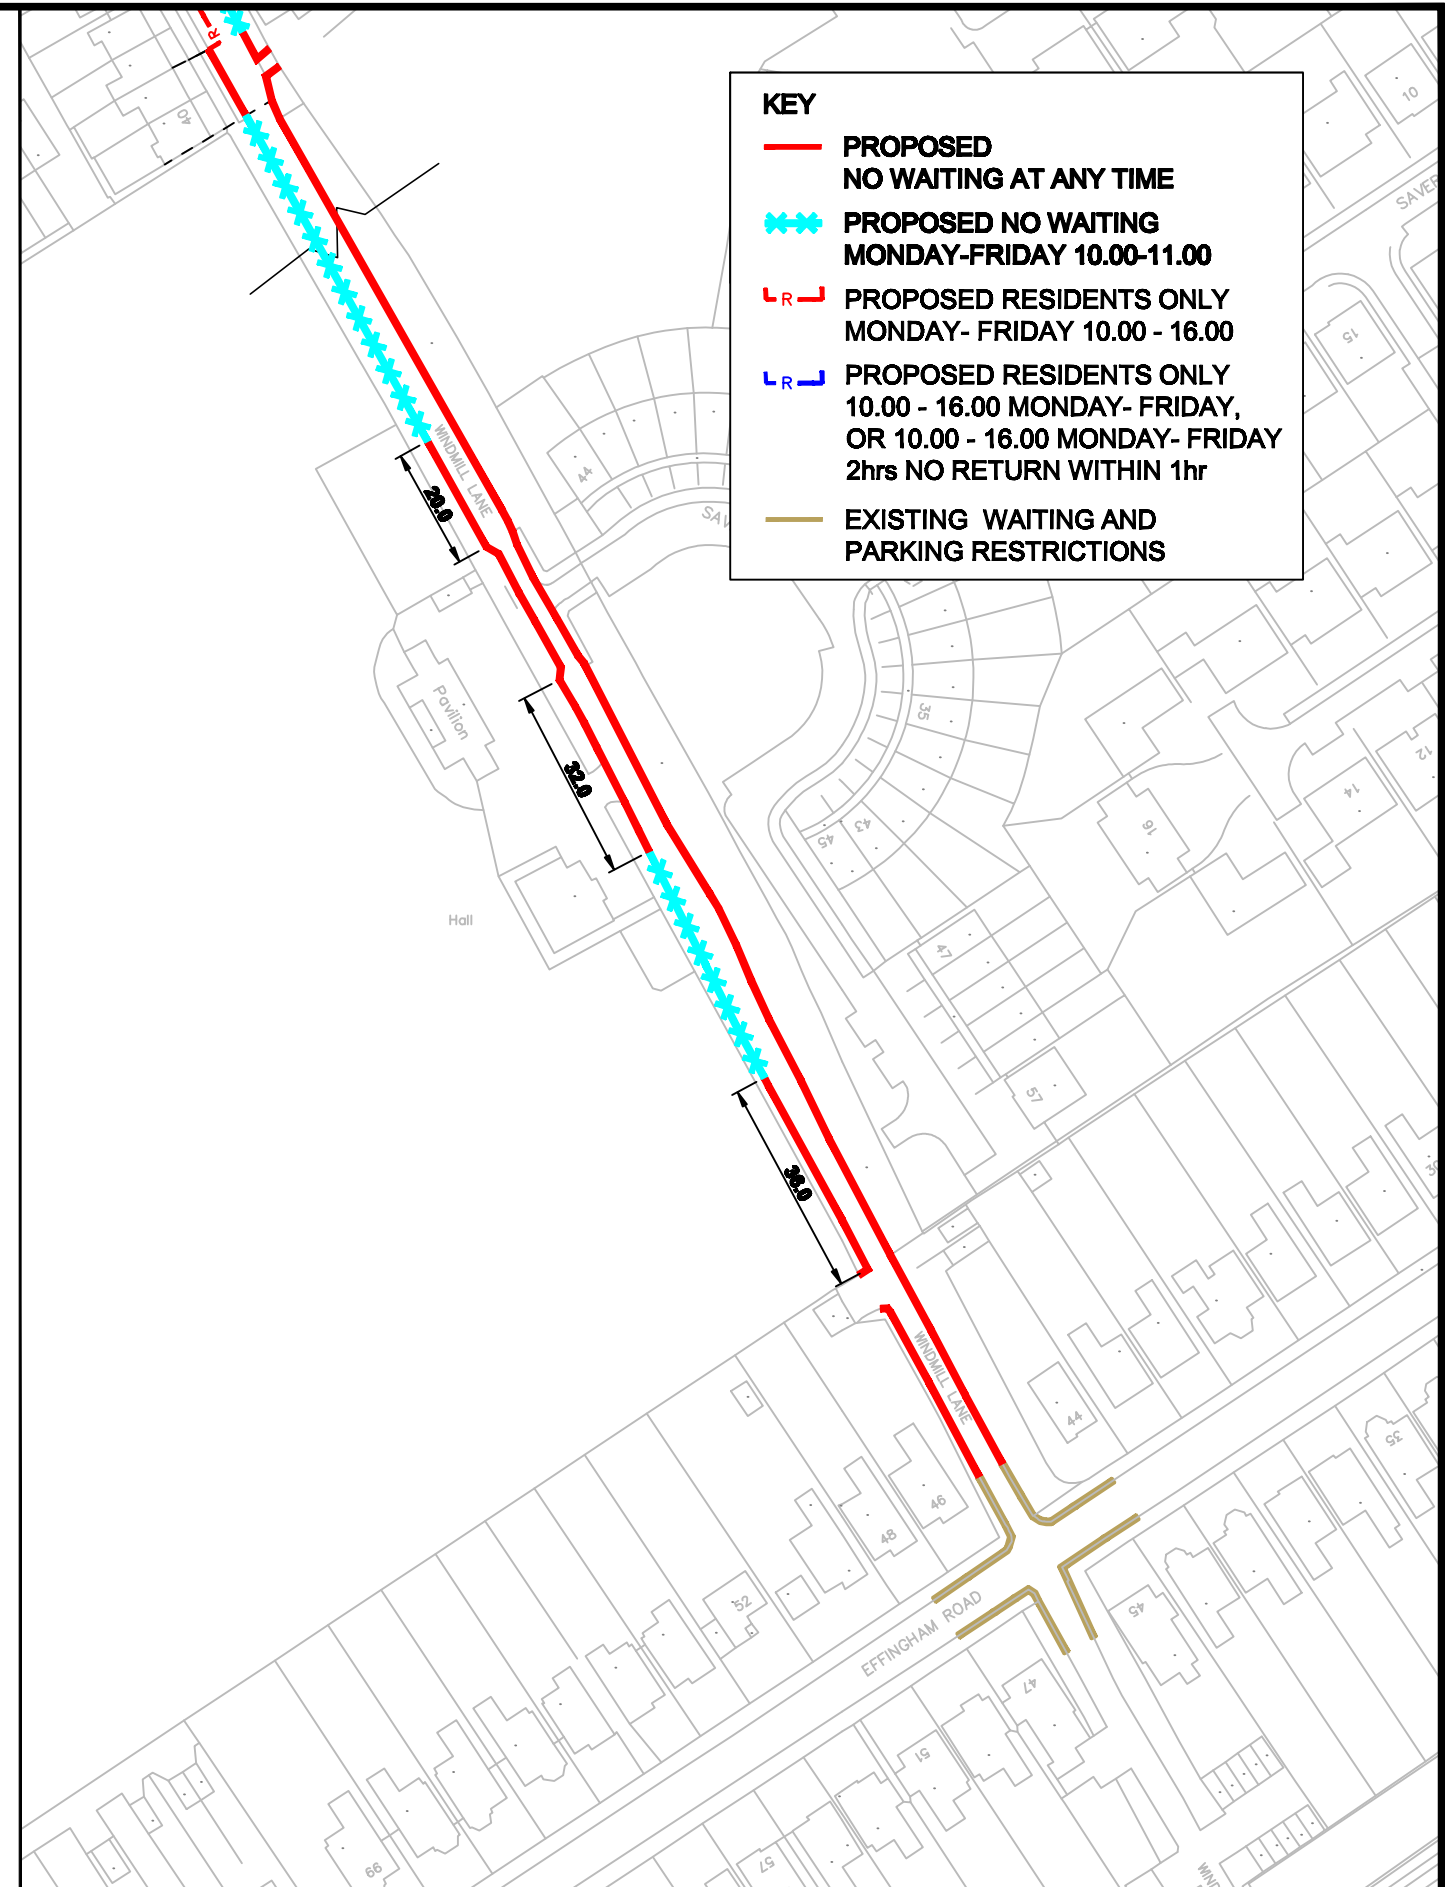 KEY
PROPOSED
NO WAITING AT ANY TIME
PROPOSED NO WAITING
MONDAY-FRIDAY 10.00-11.00
R
PROPOSED RESIDENTS ONLY
MONDAY- FRIDAY 10.00 - 16.00
R
PROPOSED RESIDENTS ONLY
10.00 - 16.00 MONDAY- FRIDAY,
OR 10.00 - 16.00 MONDAY- FRIDAY
2hrs NO RETURN WITHIN 1hr
EXISTING WAITING AND
PARKING RESTRICTIONS
R
40
10
15
WINDMILL LANE
44
20.0
Pavilion
35
32.0
12
14
16
43
45
Hall
47
57
36.0
30
WINDMILL LANE
44
35
46
48
52
45
EFFINGHAM ROAD
47
51
57
66